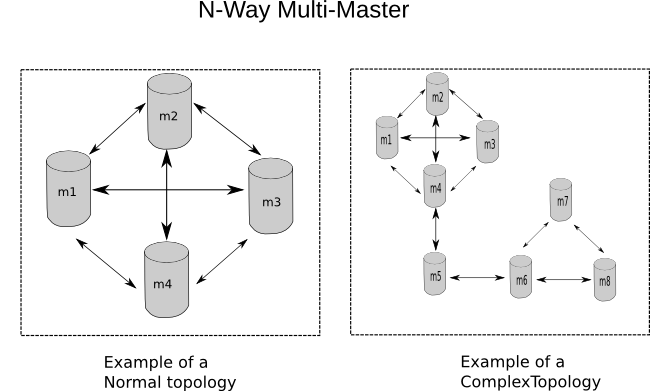 N-Way Multi-Master
m2
m1
m3
m4
Example of a
Normal topology
m2
m1
m3
m4
m7
m5
m6
m8
Example of a
ComplexTopology